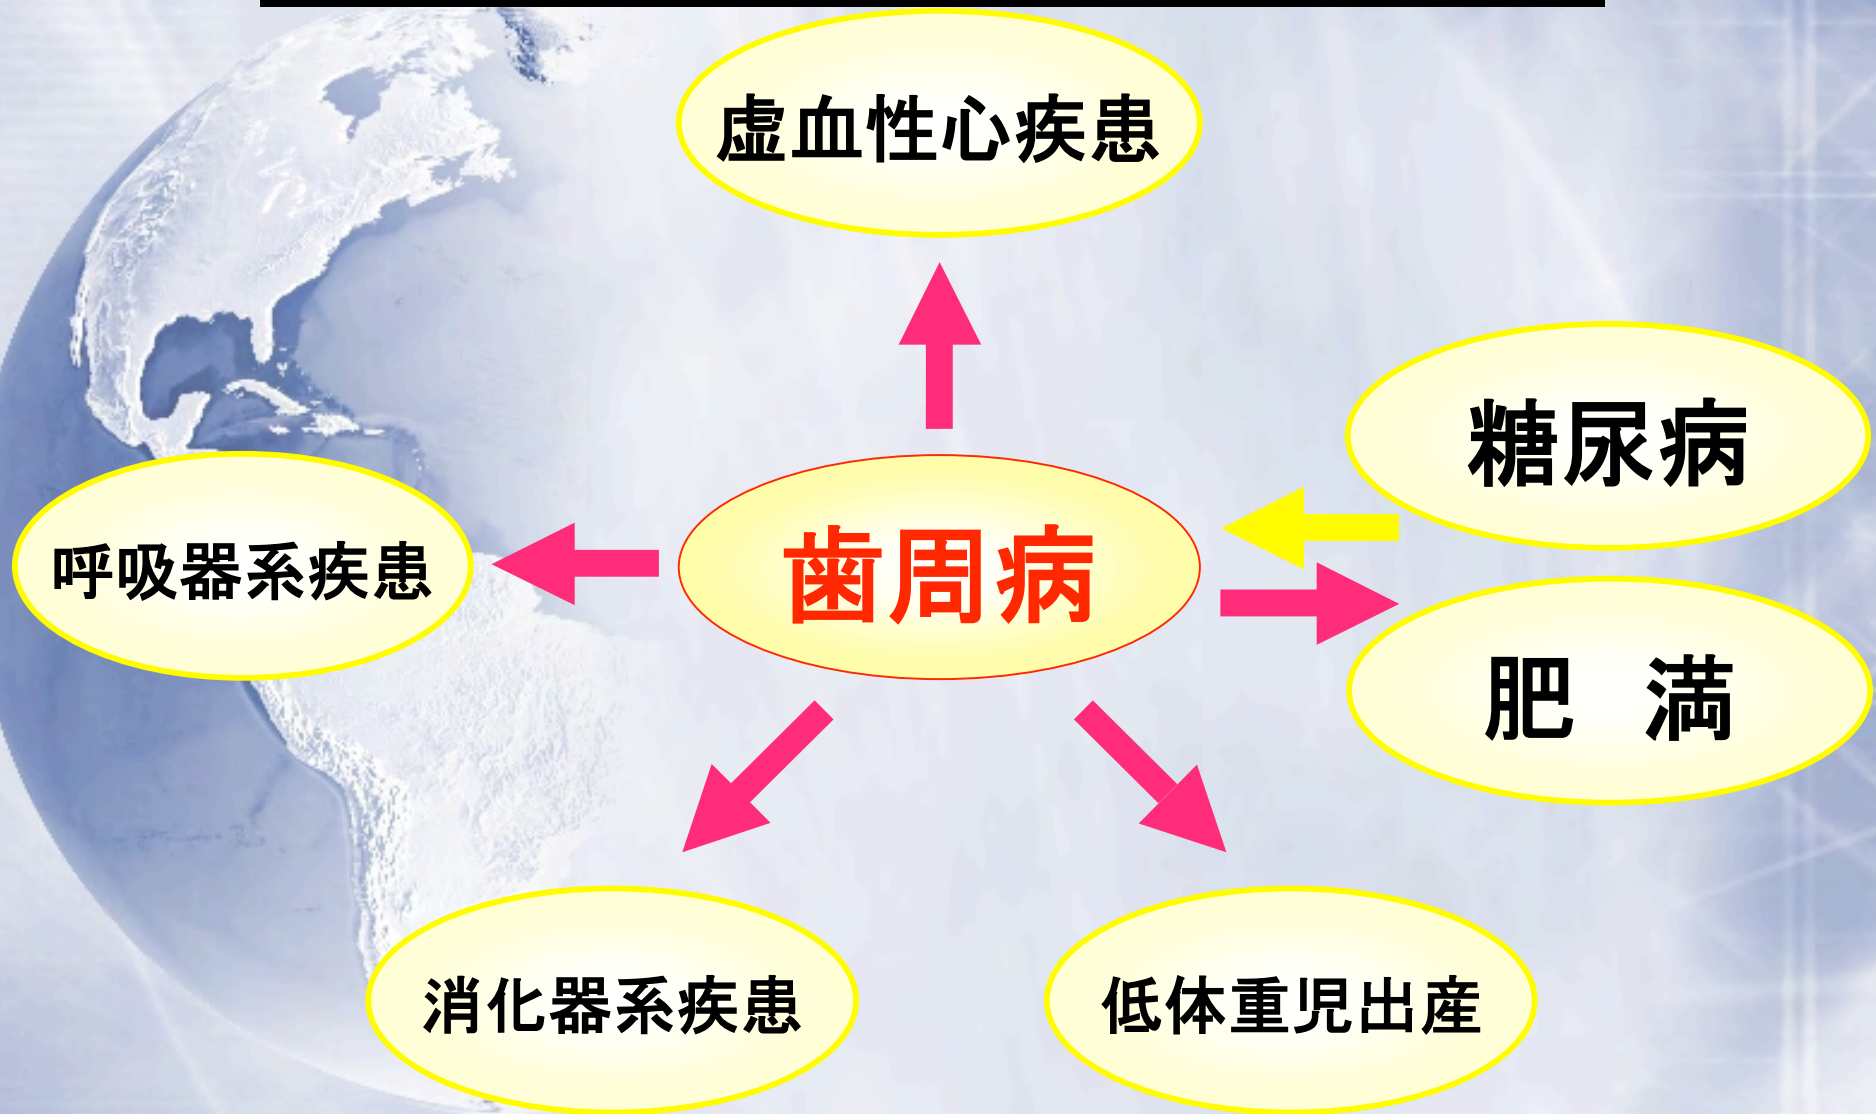 虚血性心疾患
糖尿病
歯周病
呼吸器系疾患
肥　満
消化器系疾患
低体重児出産